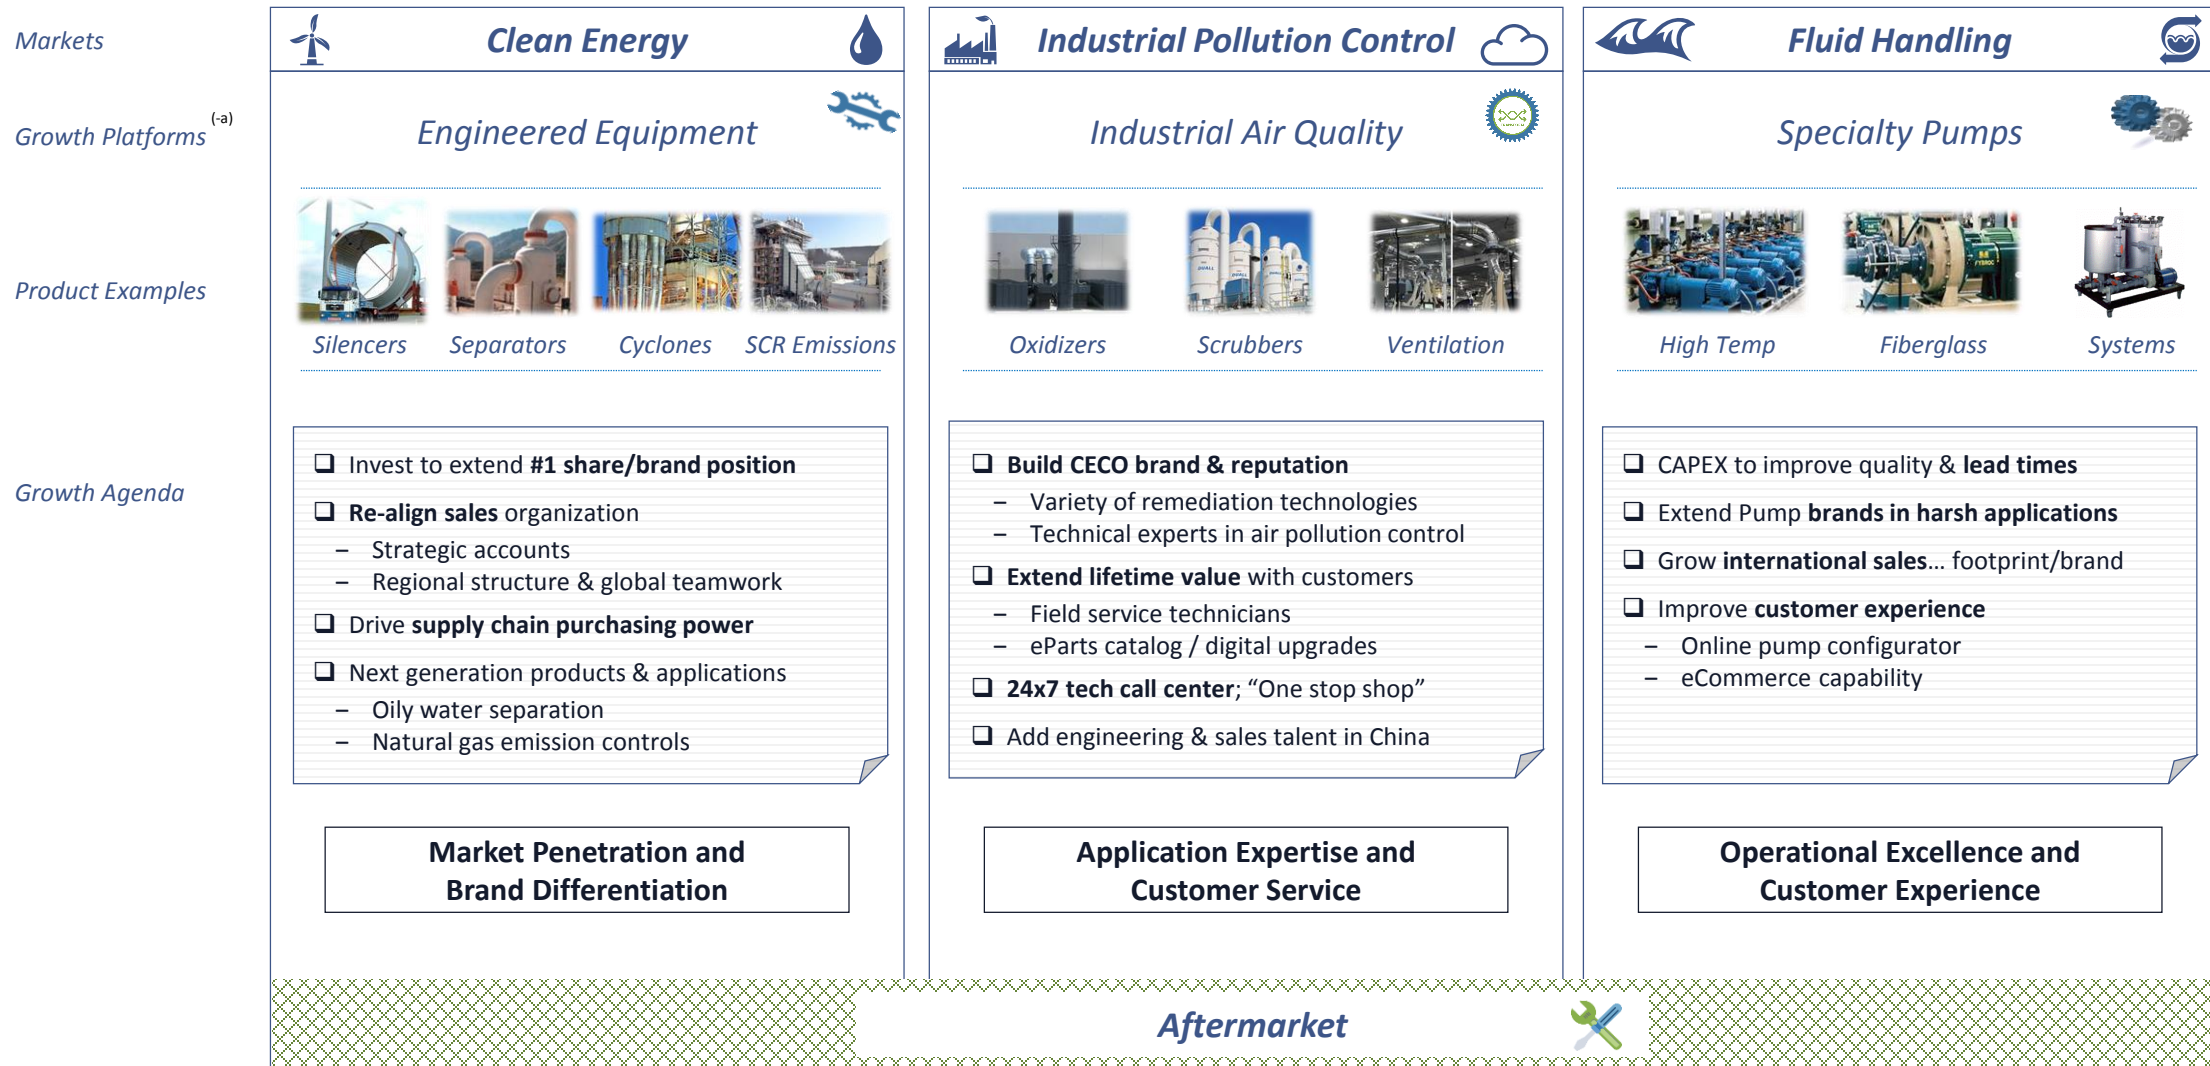 Markets
Clean Energy
Industrial Pollution Control
Fluid Handling
Growth Platforms (-a)
Engineered Equipment
Industrial Air Quality
Specialty Pumps
Product Examples
DUALL
DUALL
FYBROC
Silencers
Separators
Cyclones
SCR Emissions
Oxidizers
Scrubbers
Ventilation
High Temp
Fiberglass
Systems
Growth Agenda
❑ Invest to extend #1 share/brand position
❑ Re-align sales organization
– Strategic accounts
– Regional structure & global teamwork
❑ Drive supply chain purchasing power
❑ Next generation products & applications
– Oily water separation
– Natural gas emission controls
❑ Build CECO brand & reputation
– Variety of remediation technologies
– Technical experts in air pollution control
❑ Extend lifetime value with customers
– Field service technicians
– eParts catalog / digital upgrades
❑ 24x7 tech call center; “One stop shop”
❑ Add engineering & sales talent in China
❑ CAPEX to improve quality & lead times
❑ Extend Pump brands in harsh applications
❑ Grow international sales... footprint/brand
❑ Improve customer experience
– Online pump configurator
– eCommerce capability
Market Penetration and
Brand Differentiation
Application Expertise and
Customer Service
Operational Excellence and
Customer Experience
Aftermarket